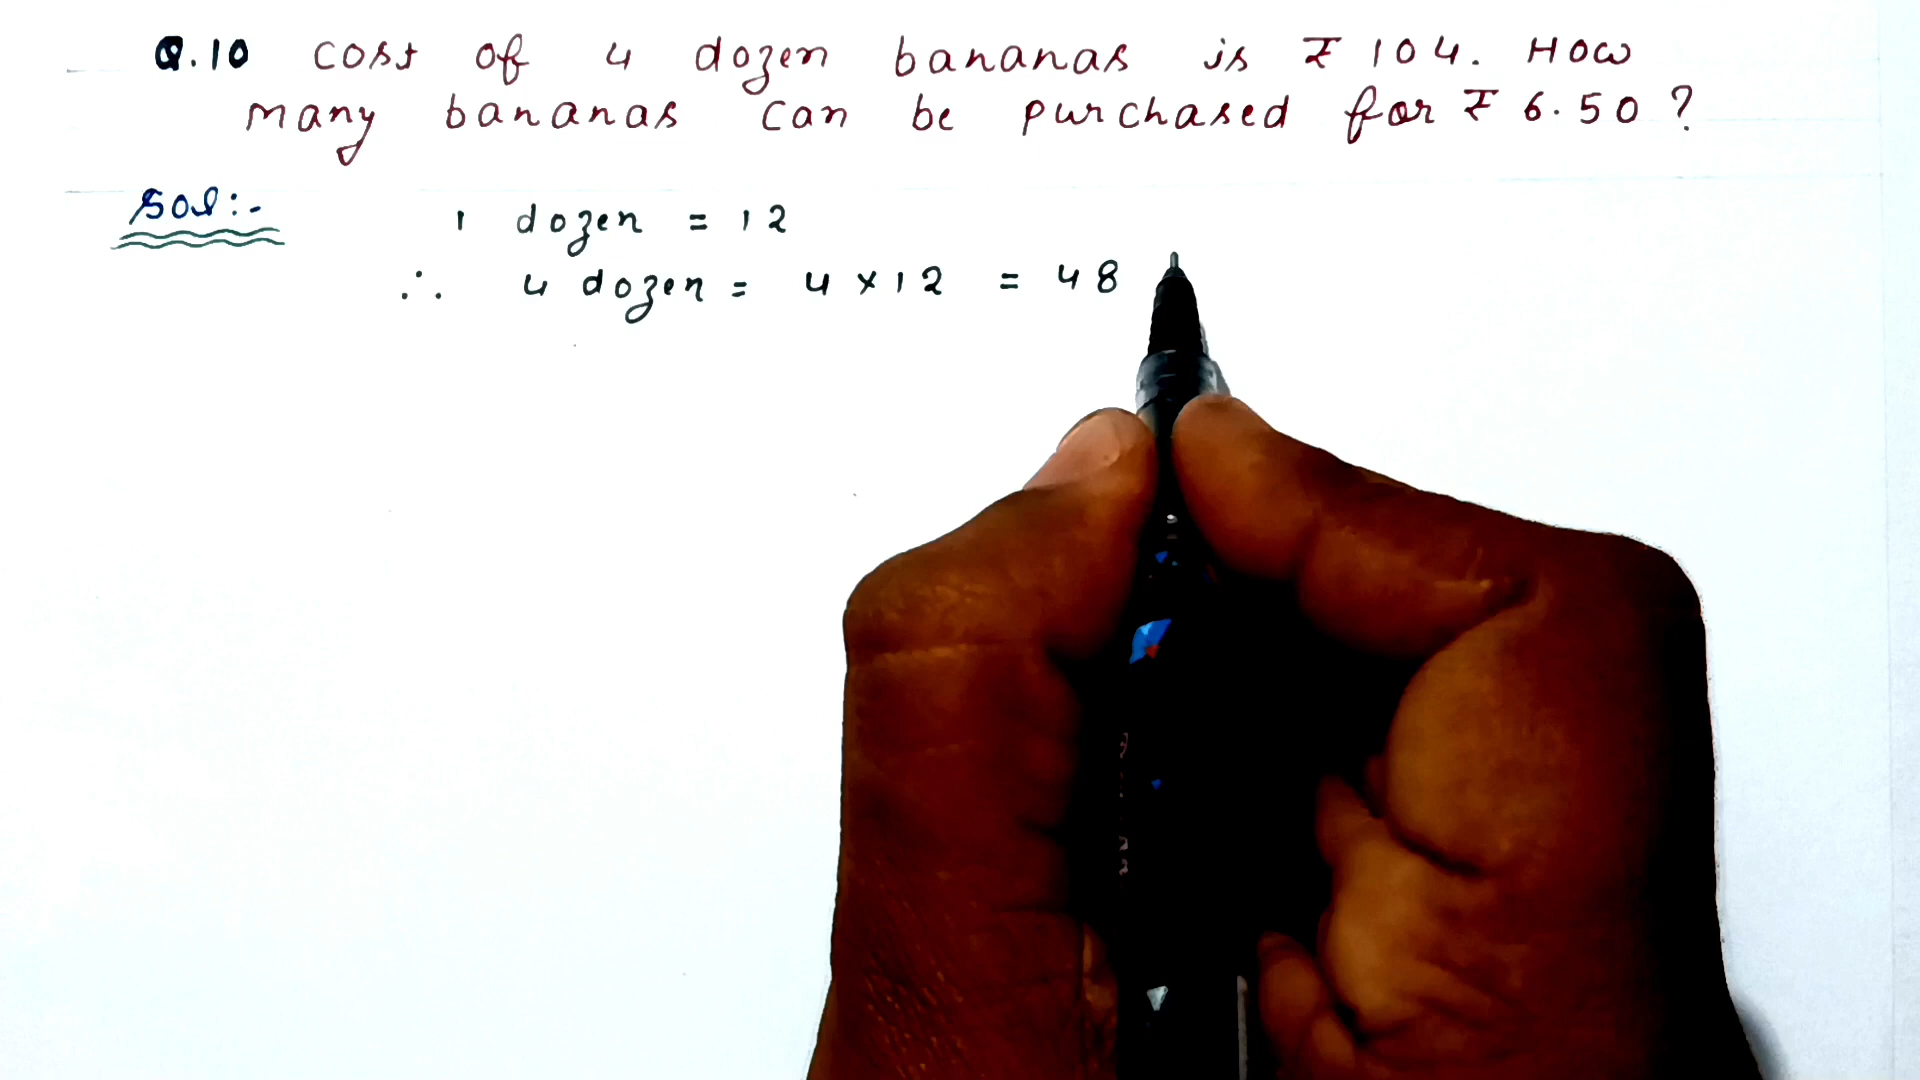 Q.10 Cost of 4 dozen bananas is ₹ 104. How
many bananas can be purchased for ₹ 6.50 ?
Sol:-
1 dozen = 12
∴ 4 dozen = 4 × 12 = 48